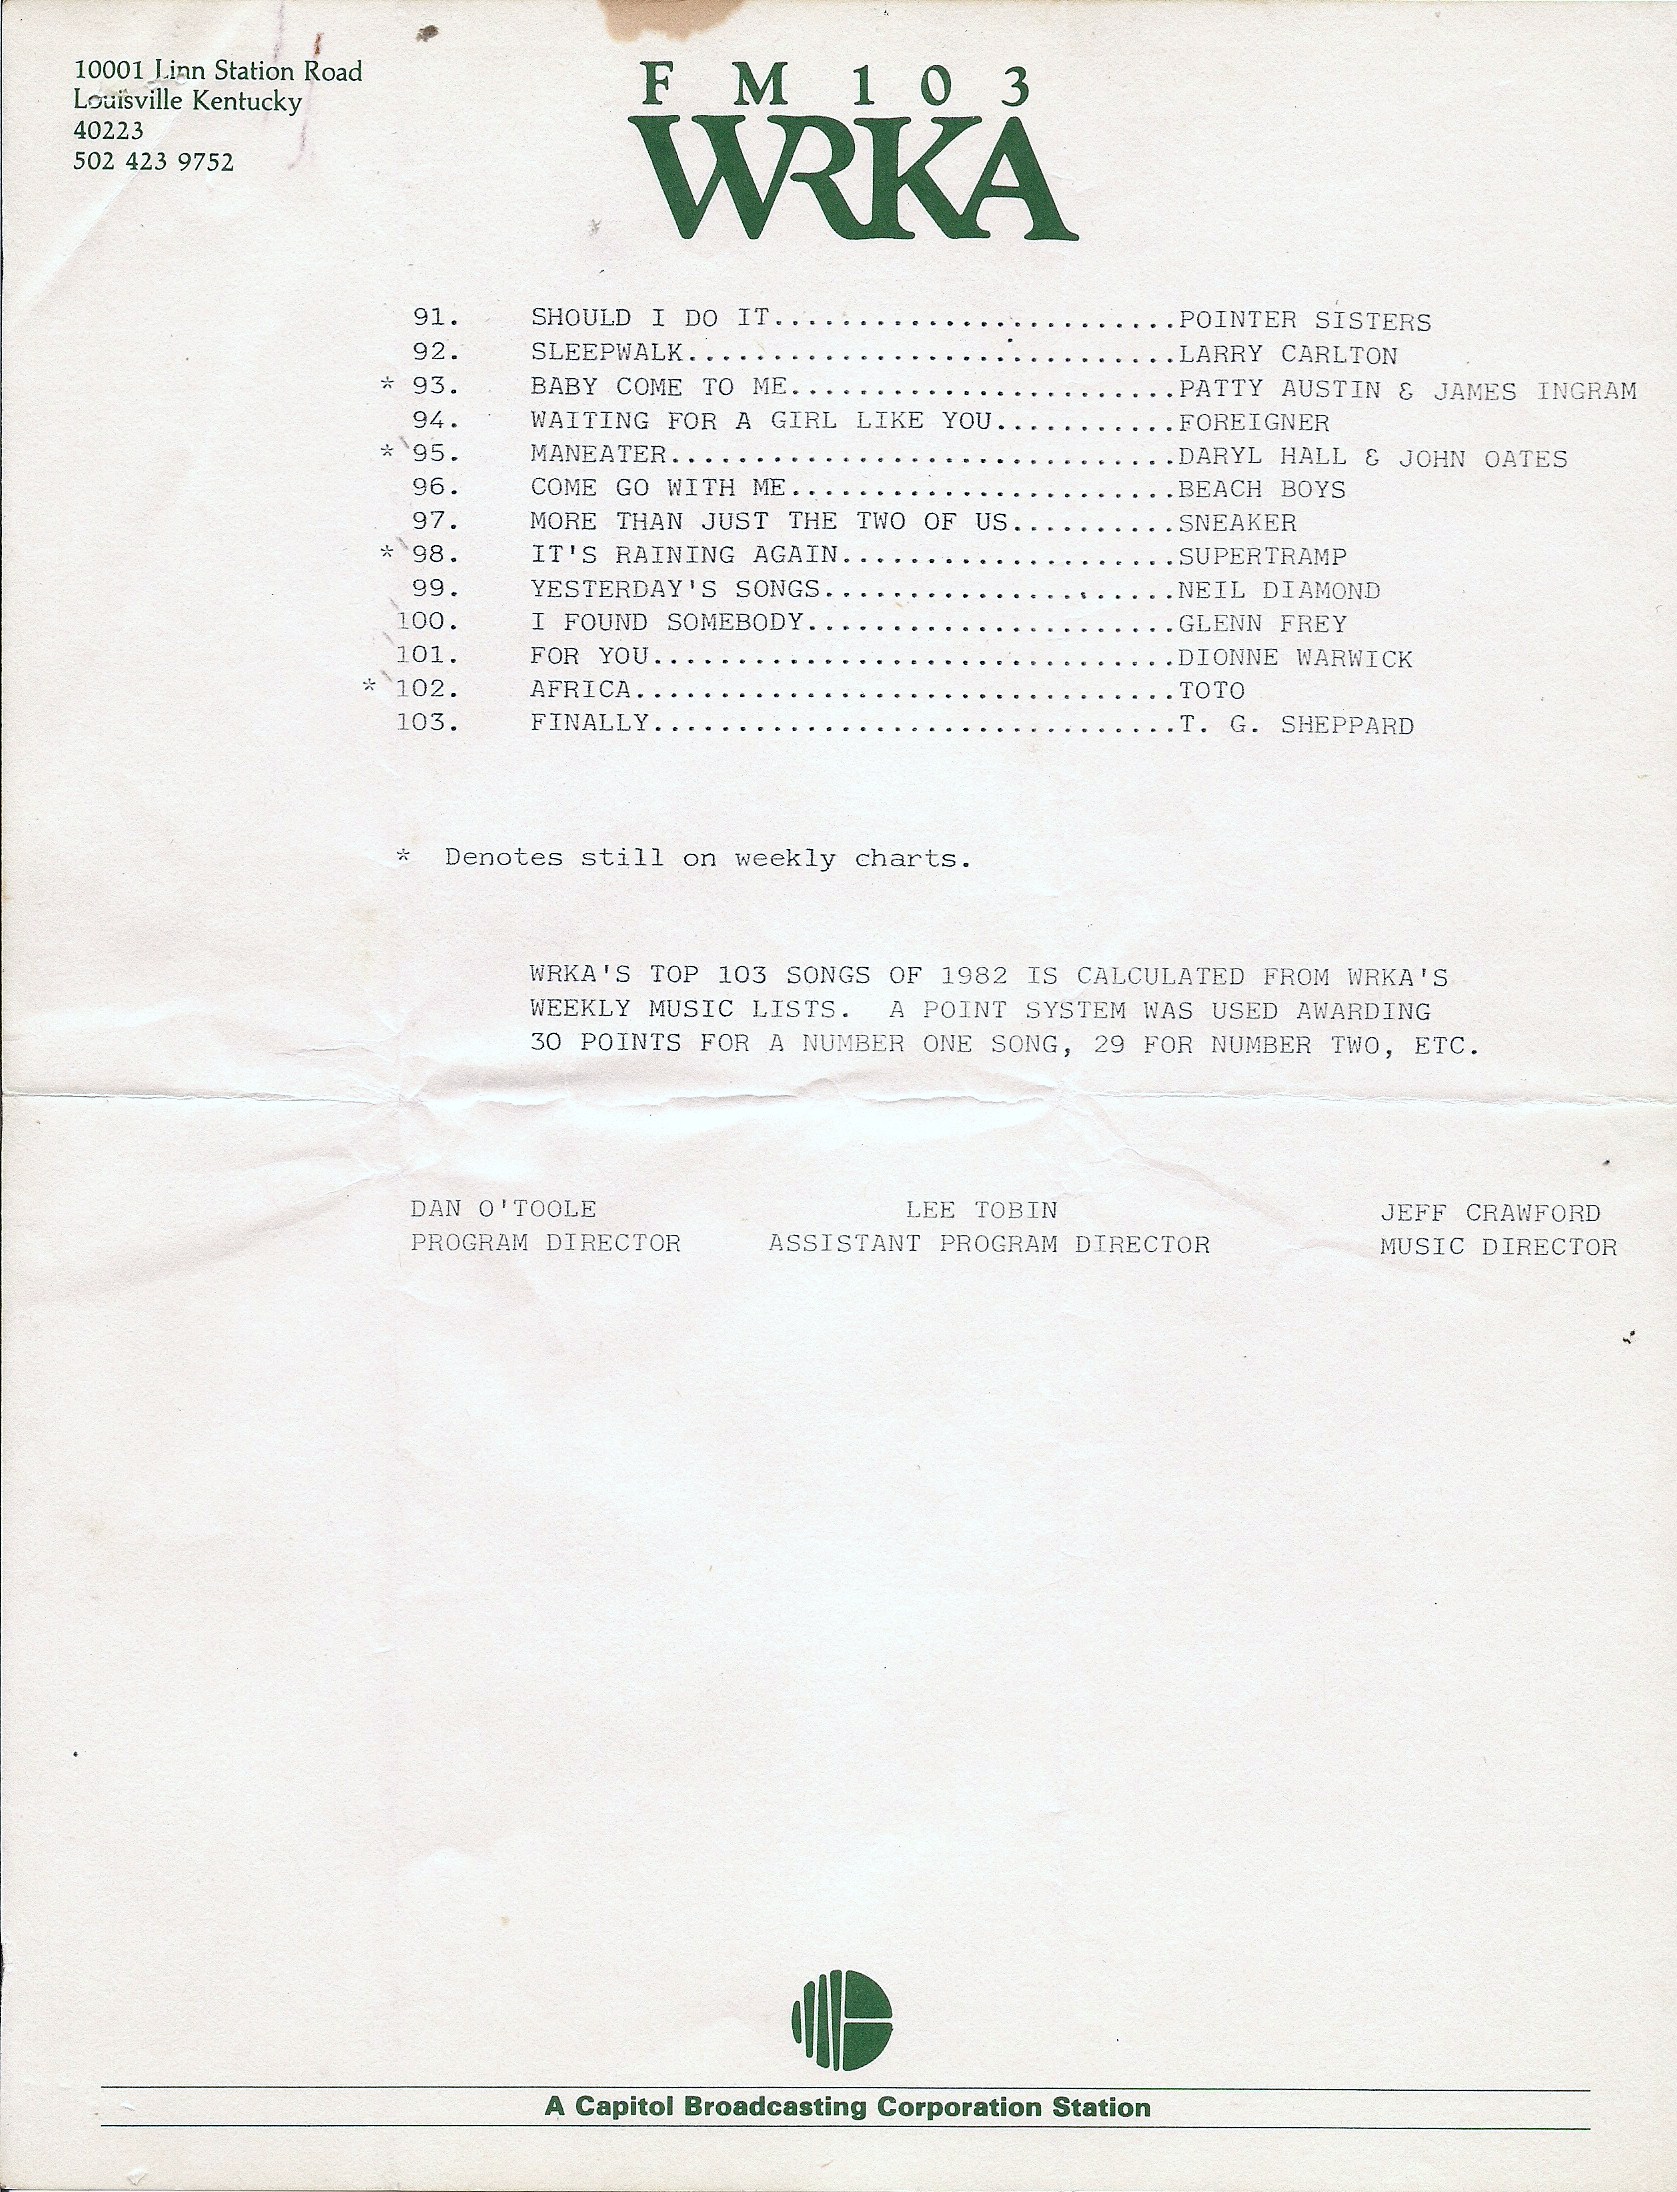 10001 Linn Station Road
Louisville Kentucky
40223
502 423 9752
FM 103
WRKA
91. SHOULD I DO IT........................POINTER SISTERS
92. SLEEPWALK.............................LARRY CARLTON
* 93. BABY COME TO ME.......................PATTY AUSTIN & JAMES INGRAM
94. WAITING FOR A GIRL LIKE YOU...........FOREIGNER
* 95. MANEATER..............................DARYL HALL & JOHN OATES
96. COME GO WITH ME.......................BEACH BOYS
97. MORE THAN JUST THE TWO OF US..........SNEAKER
* 98. IT'S RAINING AGAIN....................SUPERTRAMP
99. YESTERDAY'S SONGS.....................NEIL DIAMOND
100. I FOUND SOMEBODY......................GLENN FREY
101. FOR YOU...............................DIONNE WARWICK
* 102. AFRICA................................TOTO
103. FINALLY...............................T. G. SHEPPARD
* Denotes still on weekly charts.
WRKA'S TOP 103 SONGS OF 1982 IS CALCULATED FROM WRKA'S
WEEKLY MUSIC LISTS. A POINT SYSTEM WAS USED AWARDING
30 POINTS FOR A NUMBER ONE SONG, 29 FOR NUMBER TWO, ETC.
DAN O'TOOLE LEE TOBIN JEFF CRAWFORD
PROGRAM DIRECTOR ASSISTANT PROGRAM DIRECTOR MUSIC DIRECTOR
A Capitol Broadcasting Corporation Station